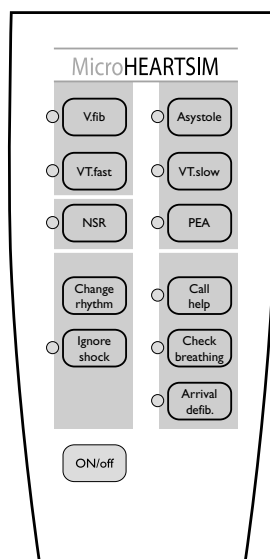 MicroHEARTSIM
V.fib
Asystole
VT.fast
VT.slow
NSR
PEA
Change
rhythm
Call
help
Ignore
shock
Check
breathing
Arrival
defib.
ON/off